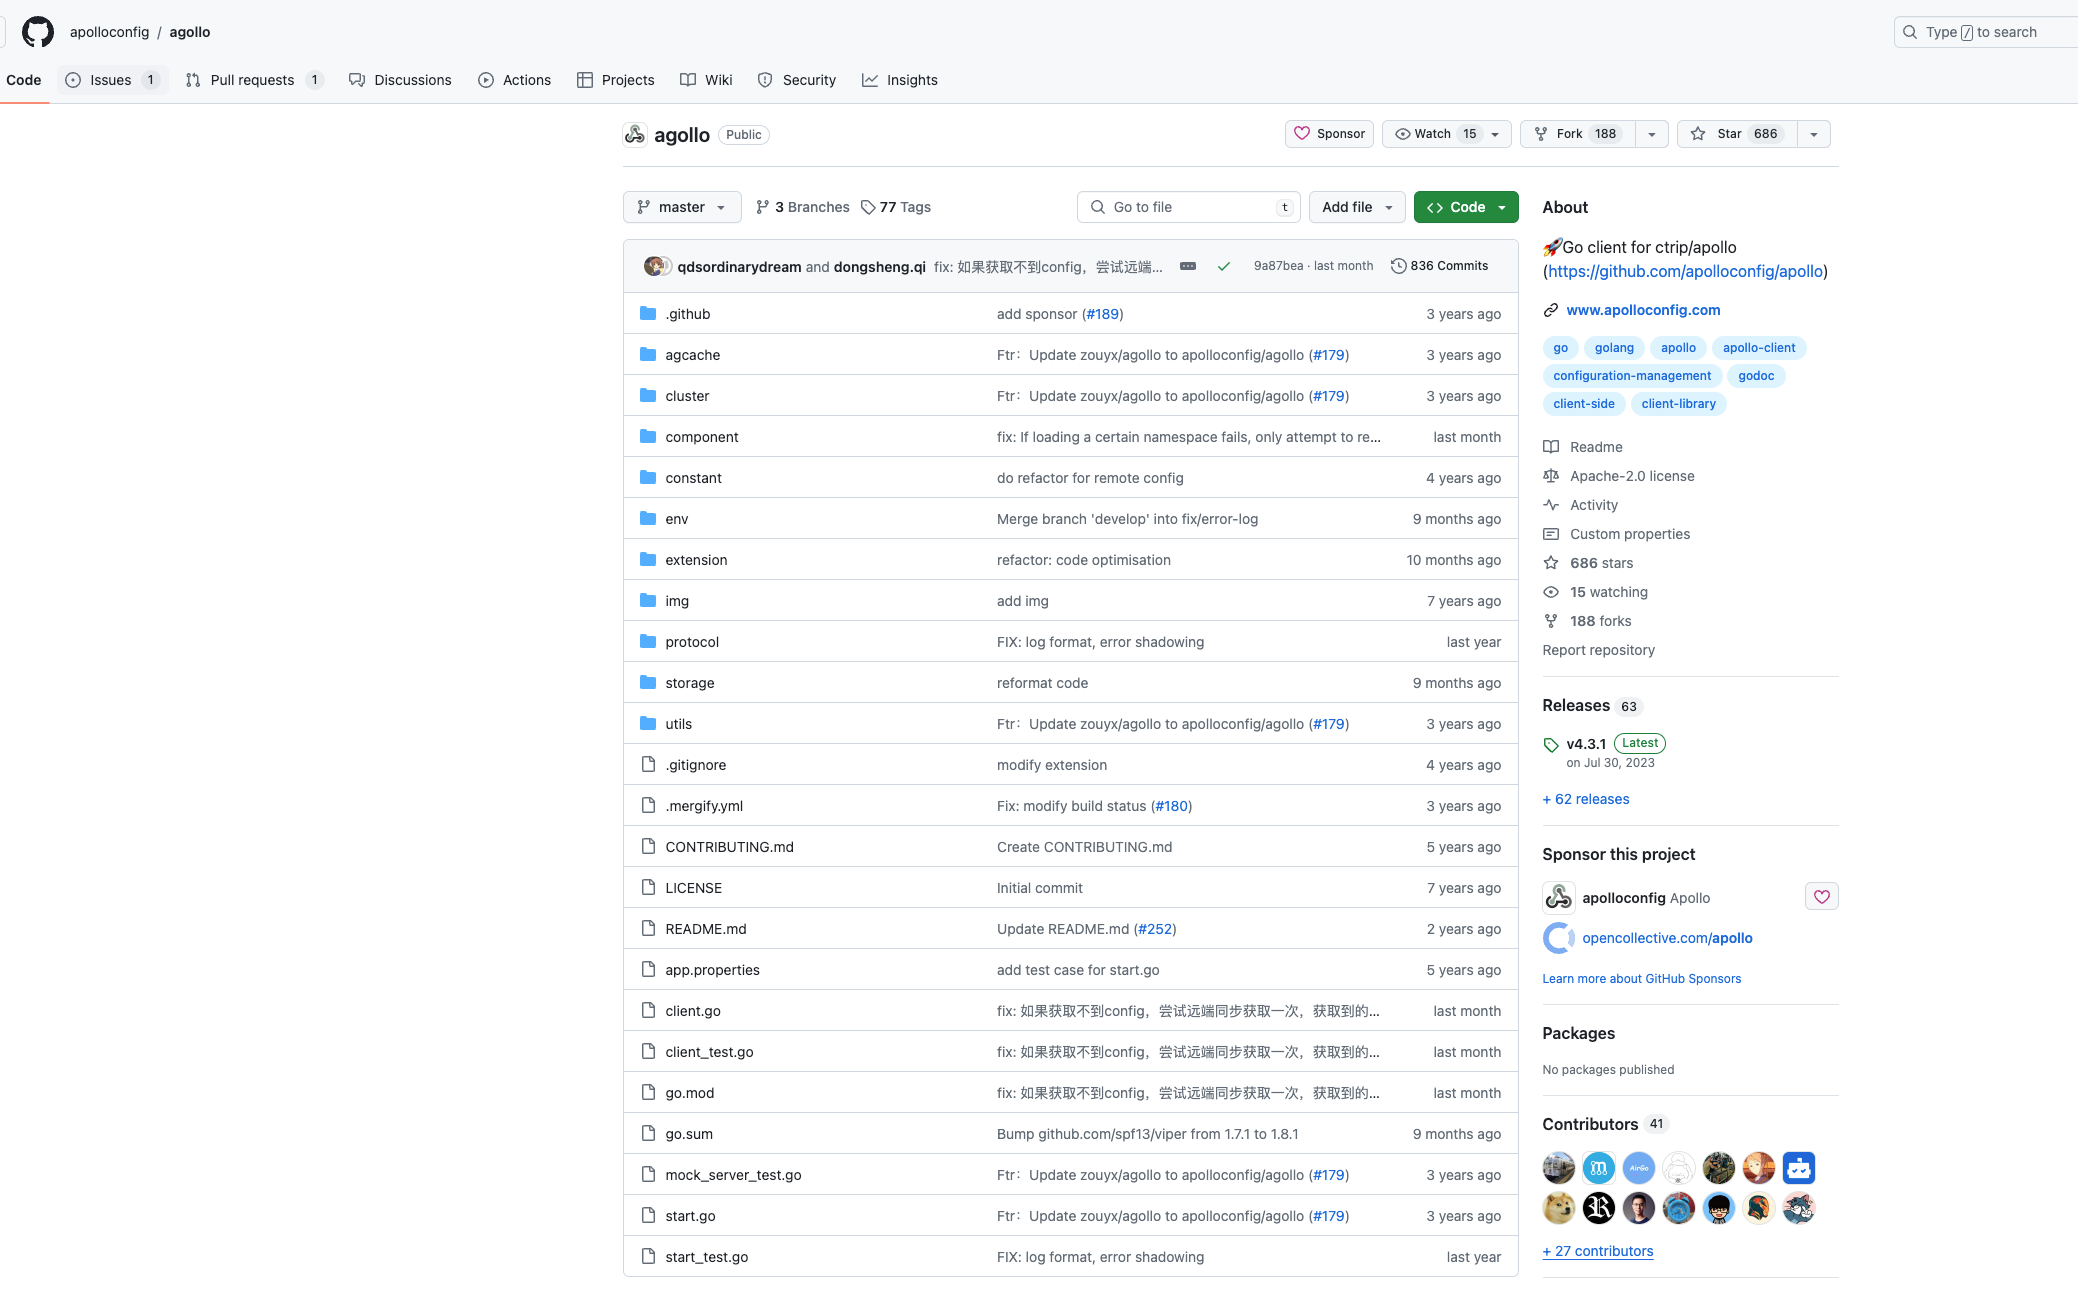 apolloconfig / agollo
Type / to search
Code Issues 1 Pull requests 1 Discussions Actions Projects Wiki Security Insights
agollo Public
Sponsor Watch 15 Fork 188 Star 686
master 3 Branches 77 Tags Go to file t Add file Code
qdsordinarydream and dongsheng.qi fix: 如果获取不到config，尝试远端... 9a87bea · last month 836 Commits
.github add sponsor (#189) 3 years ago
agcache Ftr：Update zouyx/agollo to apolloconfig/agollo (#179) 3 years ago
cluster Ftr：Update zouyx/agollo to apolloconfig/agollo (#179) 3 years ago
component fix: If loading a certain namespace fails, only attempt to re... last month
constant do refactor for remote config 4 years ago
env Merge branch 'develop' into fix/error-log 9 months ago
extension refactor: code optimisation 10 months ago
img add img 7 years ago
protocol FIX: log format, error shadowing last year
storage reformat code 9 months ago
utils Ftr：Update zouyx/agollo to apolloconfig/agollo (#179) 3 years ago
.gitignore modify extension 4 years ago
.mergify.yml Fix: modify build status (#180) 3 years ago
CONTRIBUTING.md Create CONTRIBUTING.md 5 years ago
LICENSE Initial commit 7 years ago
README.md Update README.md (#252) 2 years ago
app.properties add test case for start.go 5 years ago
client.go fix: 如果获取不到config，尝试远端同步获取一次，获取到的... last month
client_test.go fix: 如果获取不到config，尝试远端同步获取一次，获取到的... last month
go.mod fix: 如果获取不到config，尝试远端同步获取一次，获取到的... last month
go.sum Bump github.com/spf13/viper from 1.7.1 to 1.8.1 9 months ago
mock_server_test.go Ftr：Update zouyx/agollo to apolloconfig/agollo (#179) 3 years ago
start.go Ftr：Update zouyx/agollo to apolloconfig/agollo (#179) 3 years ago
start_test.go FIX: log format, error shadowing last year
About
🚀Go client for ctrip/apollo
(https://github.com/apolloconfig/apollo)
www.apolloconfig.com
go golang apollo apollo-client
configuration-management godoc
client-side client-library
Readme
Apache-2.0 license
Activity
Custom properties
686 stars
15 watching
188 forks
Report repository
Releases 63
v4.3.1 Latest
on Jul 30, 2023
+ 62 releases
Sponsor this project
apolloconfig Apollo
opencollective.com/apollo
Learn more about GitHub Sponsors
Packages
No packages published
Contributors 41
AirGo
+ 27 contributors